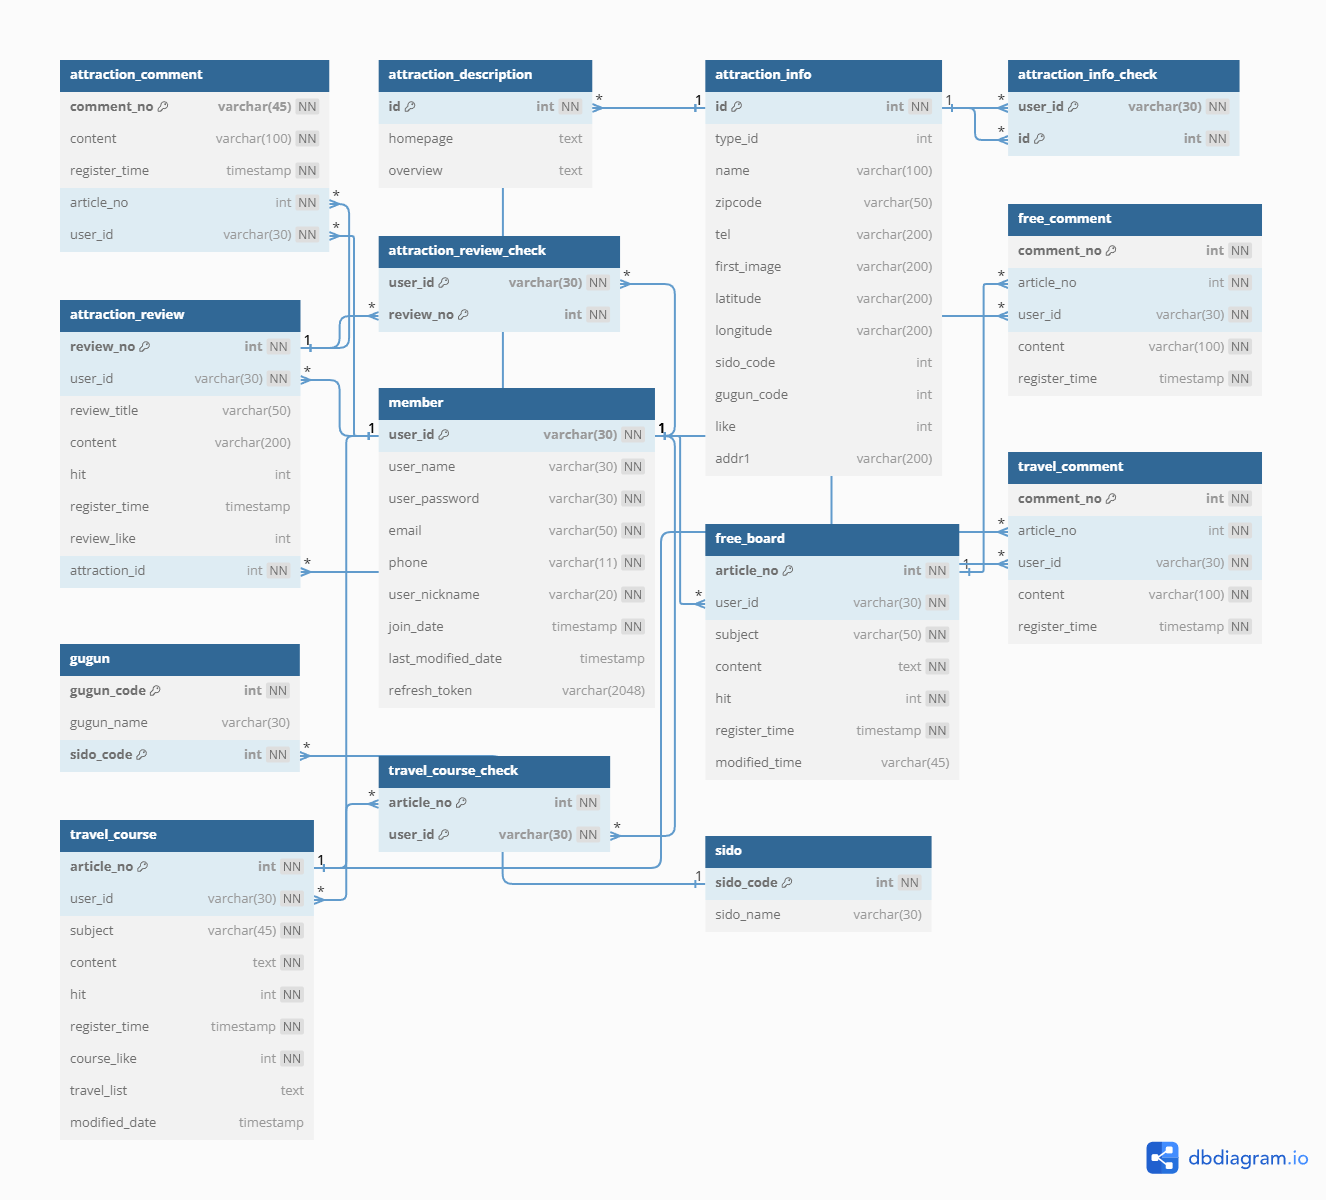 attraction_comment
comment_no varchar(45) NN
content varchar(100) NN
register_time timestamp NN
article_no int NN *
user_id varchar(30) NN *
attraction_description
id int NN *
homepage text
overview text
attraction_info
1 id int NN 1
type_id int
name varchar(100)
zipcode varchar(50)
tel varchar(200)
first_image varchar(200)
latitude varchar(200)
longitude varchar(200)
sido_code int
gugun_code int
like int
addr1 varchar(200)
attraction_info_check
* user_id varchar(30) NN
* id int NN
attraction_review_check
user_id varchar(30) NN *
* review_no int NN
free_comment
comment_no int NN
* article_no int NN
* user_id varchar(30) NN
content varchar(100) NN
register_time timestamp NN
attraction_review
review_no int NN 1
user_id varchar(30) NN *
review_title varchar(50)
content varchar(200)
hit int
register_time timestamp
review_like int
attraction_id int NN *
member
1 user_id varchar(30) NN 1
user_name varchar(30) NN
user_password varchar(30) NN
email varchar(50) NN
phone varchar(11) NN
user_nickname varchar(20) NN
join_date timestamp NN
last_modified_date timestamp
refresh_token varchar(2048)
travel_comment
comment_no int NN
* article_no int NN
* user_id varchar(30) NN
content varchar(100) NN
register_time timestamp NN
free_board
article_no int NN 1
* user_id varchar(30) NN
subject varchar(50) NN
content text NN
hit int NN
register_time timestamp NN
modified_time varchar(45)
gugun
gugun_code int NN
gugun_name varchar(30)
sido_code int NN *
travel_course_check
* article_no int NN
user_id varchar(30) NN *
travel_course
article_no int NN 1
user_id varchar(30) NN *
subject varchar(45) NN
content text NN
hit int NN
register_time timestamp NN
course_like int NN
travel_list text
modified_date timestamp
sido
1 sido_code int NN
sido_name varchar(30)
dbdiagram.io